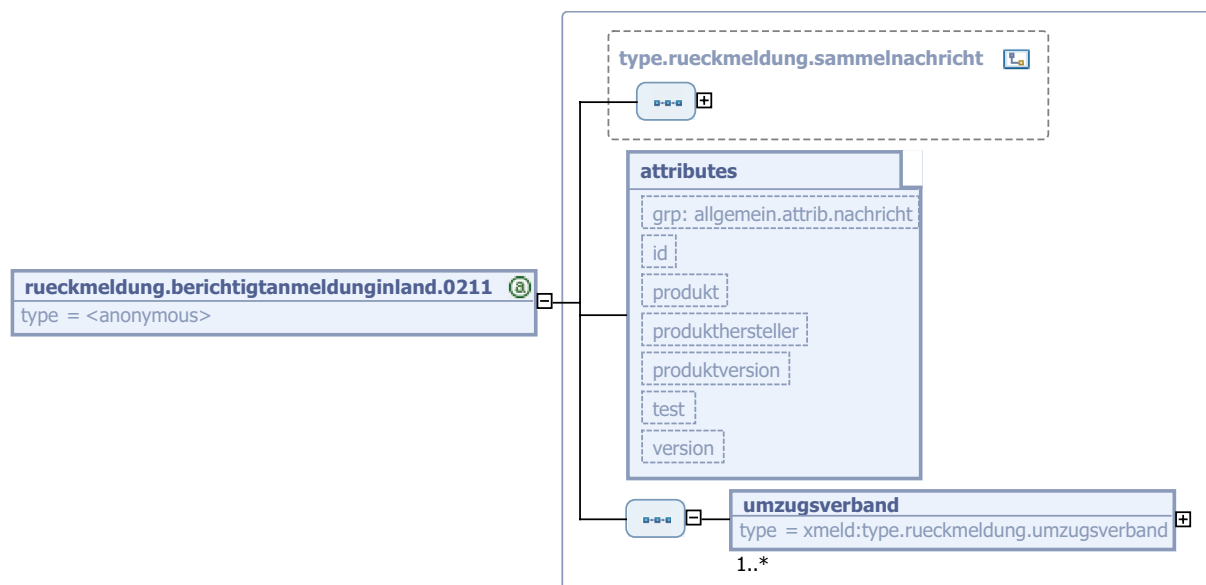 type.rueckmeldung.sammelnachricht
attributes
grp: allgemein.attrib.nachricht
id
produkt
produkthersteller
produktversion
test
version
rueckmeldung.berichtigtanmeldunginland.0211 a
type = <anonymous>
umzugsverband
type = xmeld:type.rueckmeldung.umzugsverband
1..*